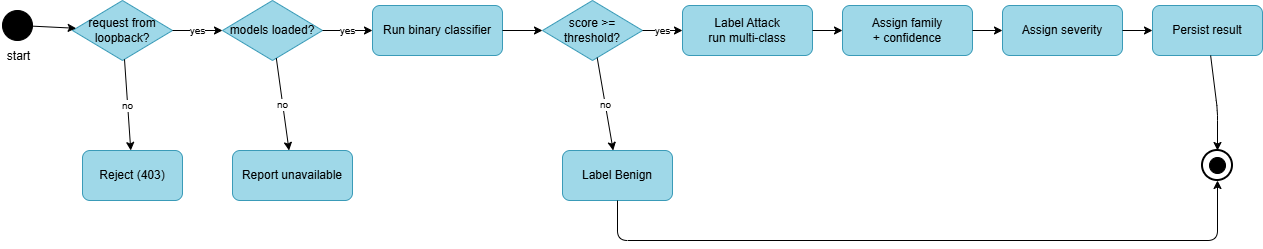 start
request from
loopback?
yes
models loaded?
yes
Run binary classifier
score >=
threshold?
yes
Label Attack
run multi-class
Assign family
+ confidence
Assign severity
Persist result
no
no
no
Reject (403)
Report unavailable
Label Benign